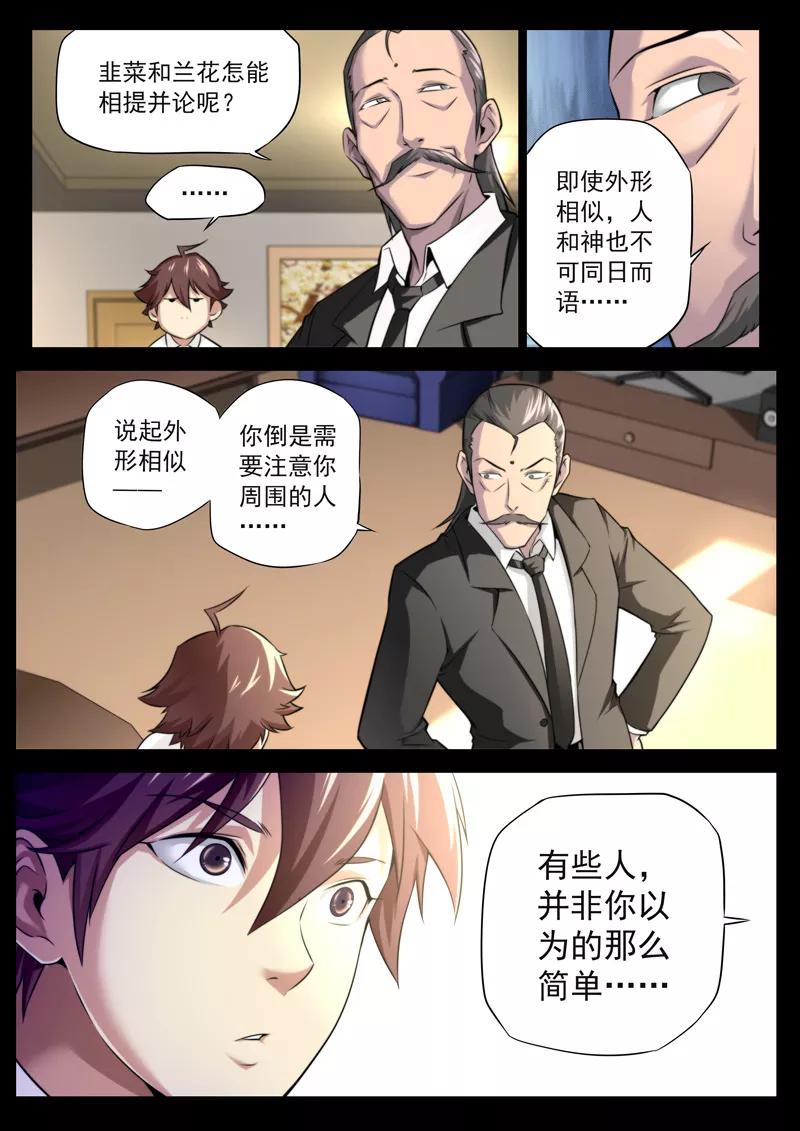 韭菜和兰花怎能
相提并论呢？
……
即使外形
相似，人
和神也不
可同日而
语……
说起外
形相似
——
你倒是需
要注意你
周围的人
……
有些人，
并非你以
为的那么
简单……